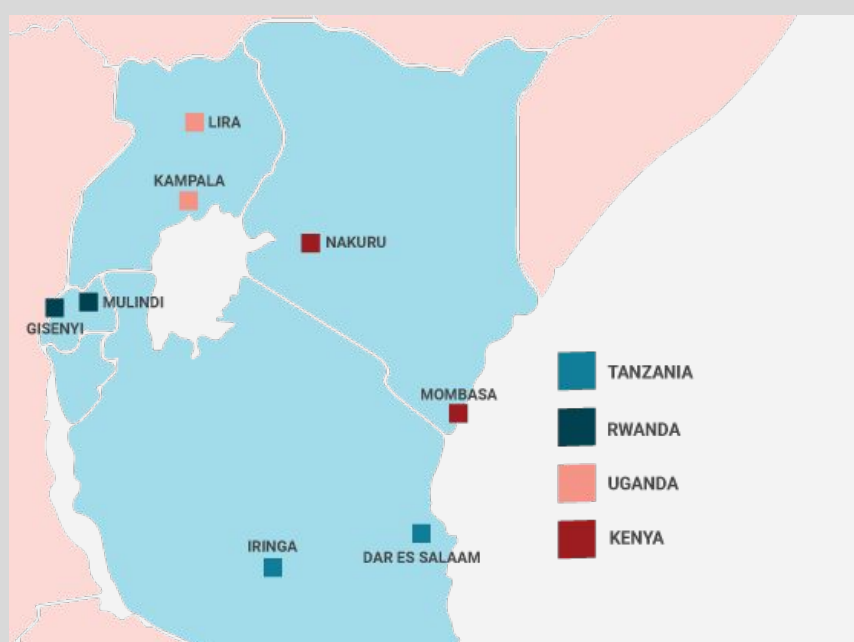 LIRA
KAMPALA
NAKURU
MULINDI
GISENYI
MOMBASA
IRINGA
DAR ES SALAAM
TANZANIA
RWANDA
UGANDA
KENYA